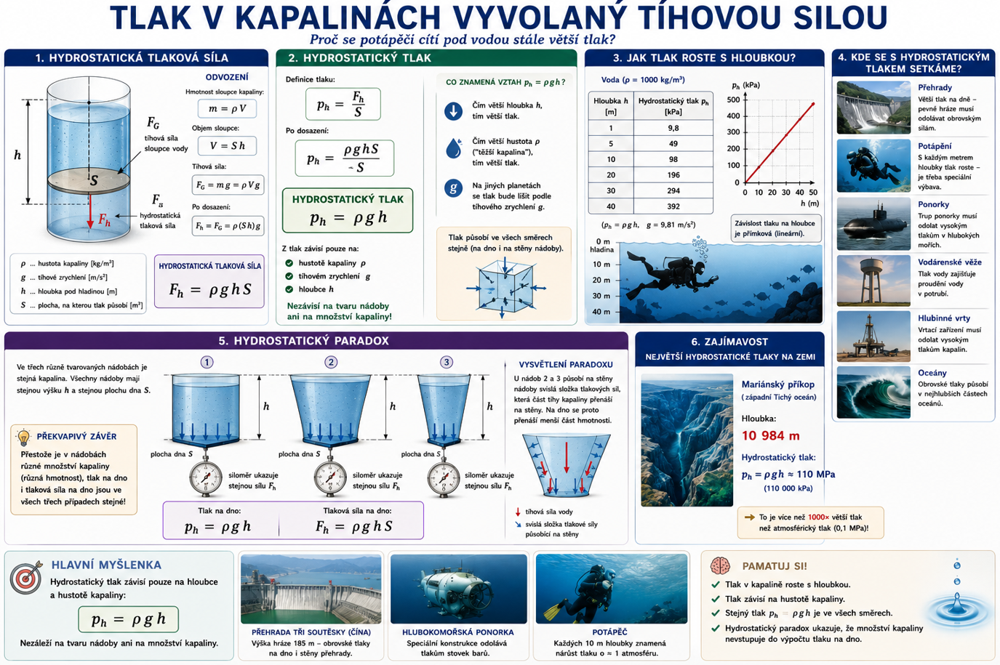 TLAK V KAPALINÁCH VYVOLANÝ TÍHOVOU SILOU
Proč se potápěči cítí pod vodou stále větší tlak?
1. HYDROSTATICKÁ TLAKOVÁ SÍLA
h
S
F_h
F_G
tíhová síla
sloupce vody
F_s
hydrostatická
tlaková síla
ODVOZENÍ
Hmotnost sloupce kapaliny:
m = ρ V
Objem sloupce:
V = S h
Tíhová síla:
F_G = m g = ρ V g
Po dosazení:
F_h = F_G = ρ (S h) g
ρ ... hustota kapaliny [kg/m³]
g ... tíhové zrychlení [m/s²]
h ... hloubka pod hladinou [m]
S ... plocha, na kterou tlak působí [m²]
HYDROSTATICKÁ TLAKOVÁ SÍLA
F_h = ρ g h S
2. HYDROSTATICKÝ TLAK
Definice tlaku:
p_h = F_h / S
Po dosazení:
p_h = ρ g h S / S
HYDROSTATICKÝ TLAK
p_h = ρ g h
Z tlak závisí pouze na:
hustotě kapaliny ρ
tíhovém zrychlení g
hloubce h
Nezávisí na tvaru nádoby
ani na množství kapaliny!
CO ZNAMENÁ VZTAH p_h = ρ g h ?
Čím větší hloubka h,
tím větší tlak.
Čím větší hustota ρ
("těžší kapalina"),
tím větší tlak.
g
Na jiných planetách
se tlak bude lišit podle
tíhového zrychlení g.
Tlak působí ve všech směrech
stejně (na dno i na stěny nádoby).
3. JAK TLAK ROSTE S HLOUBKOU?
Voda (ρ = 1000 kg/m³)
Hloubka h [m] Hydrostatický tlak p_h [kPa]
1 9,8
5 49
10 98
20 196
30 294
40 392
(p_h = ρ g h, g = 9,81 m/s²)
p_h (kPa)
500
400
300
200
100
0
0 10 20 30 40 50
h (m)
Závislost tlaku na hloubce
je přímková (lineární).
0 m
hladina
10 m
20 m
30 m
40 m
4. KDE SE S HYDROSTATICKÝM
TLAKEM SETKÁME?
Přehrady
Větší tlak na dně –
pevné hráze musí
odolávat obrovským
silám.
Potápění
S každým metrem
hloubky tlak roste –
je třeba speciální
výbava.
Ponorky
Trup ponorky musí
odolat vysokým
tlakům v hlubokých
mořích.
Vodárenské věže
Tlak vody zajišťuje
proudění vody
v potrubí.
Hlubinné vrty
Vrtací zařízení musí
odolat vysokým
tlakům kapalin.
Oceány
Obrovské tlaky působí
v nejhlubších částech
oceánů.
5. HYDROSTATICKÝ PARADOX
Ve třech různě tvarovaných nádobách je
stejná kapalina. Všechny nádoby mají
stejnou výšku h a stejnou plochu dna S.
PŘEKVAPIVÝ ZÁVĚR
Přestože je v nádobách
různé množství kapaliny
(různá hmotnost), tlak na dno
i tlaková síla na dno jsou ve
všech třech případech stejné!
1
h
plocha dna S
siloměr ukazuje
stejnou sílu F_h
2
h
plocha dna S
siloměr ukazuje
stejnou sílu F_h
3
h
plocha dna S
siloměr ukazuje
stejnou sílu F_h
Tlak na dno:
p_h = ρ g h
Tlaková síla na dno:
F_h = ρ g h S
VYSVĚTLENÍ PARADOXU
U nádob 2 a 3 působí na stěny
nádoby svislá složka tlakových sil,
která část tíhy kapaliny přenáší
na stěny. Na dno se proto
přenáší menší část hmotnosti.
tíhová síla vody
svislá složka tlakové síly
působící na stěny
6. ZAJÍMAVOST
NEJVĚTŠÍ HYDROSTATICKÉ TLAKY NA ZEMI
Mariánský příkop
(západní Tichý oceán)
Hloubka:
10 984 m
Hydrostatický tlak:
p_h = ρ g h ≈ 110 MPa
(110 000 kPa)
To je více než 1000× větší tlak
než atmosférický tlak (0,1 MPa)!
HLAVNÍ MYŠLENKA
Hydrostatický tlak závisí pouze na hloubce
a hustotě kapaliny:
p_h = ρ g h
Nezáleží na tvaru nádoby ani na množství kapaliny.
PŘEHRADA TŘI SOUTĚSKY (ČÍNA)
Výška hráze 185 m – obrovské tlaky
na dno i stěny přehrady.
HLUBOKOMOŘSKÁ PONORKA
Speciální konstrukce odolává
tlakům stovek barů.
POTÁPĚČ
Každých 10 m hloubky znamená
nárůst tlaku o ≈ 1 atmosféru.
PAMATUJ SI!
Tlak v kapalině roste s hloubkou.
Tlak závisí na hustotě kapaliny.
Stejný tlak p_h = ρ g h je ve všech směrech.
Hydrostatický paradox ukazuje, že množství kapaliny
nevstupuje do výpočtu tlaku na dno.